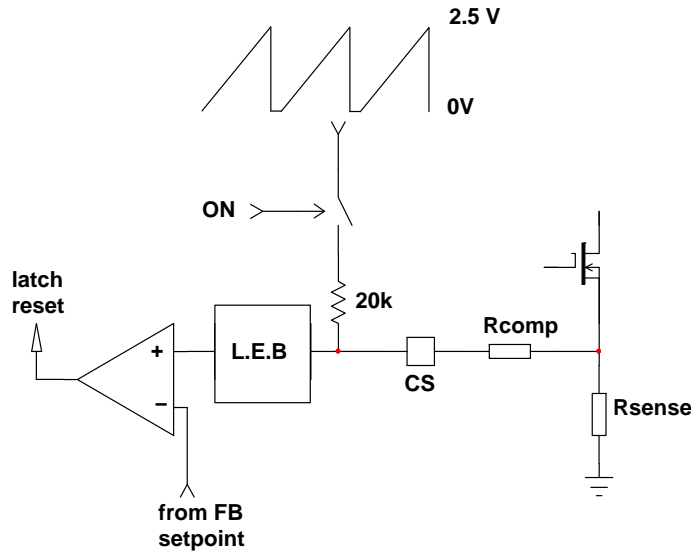 2.5 V
0V
ON
latch
reset
20k
Rcomp
+
L.E.B
CS
−
Rsense
from FB
setpoint